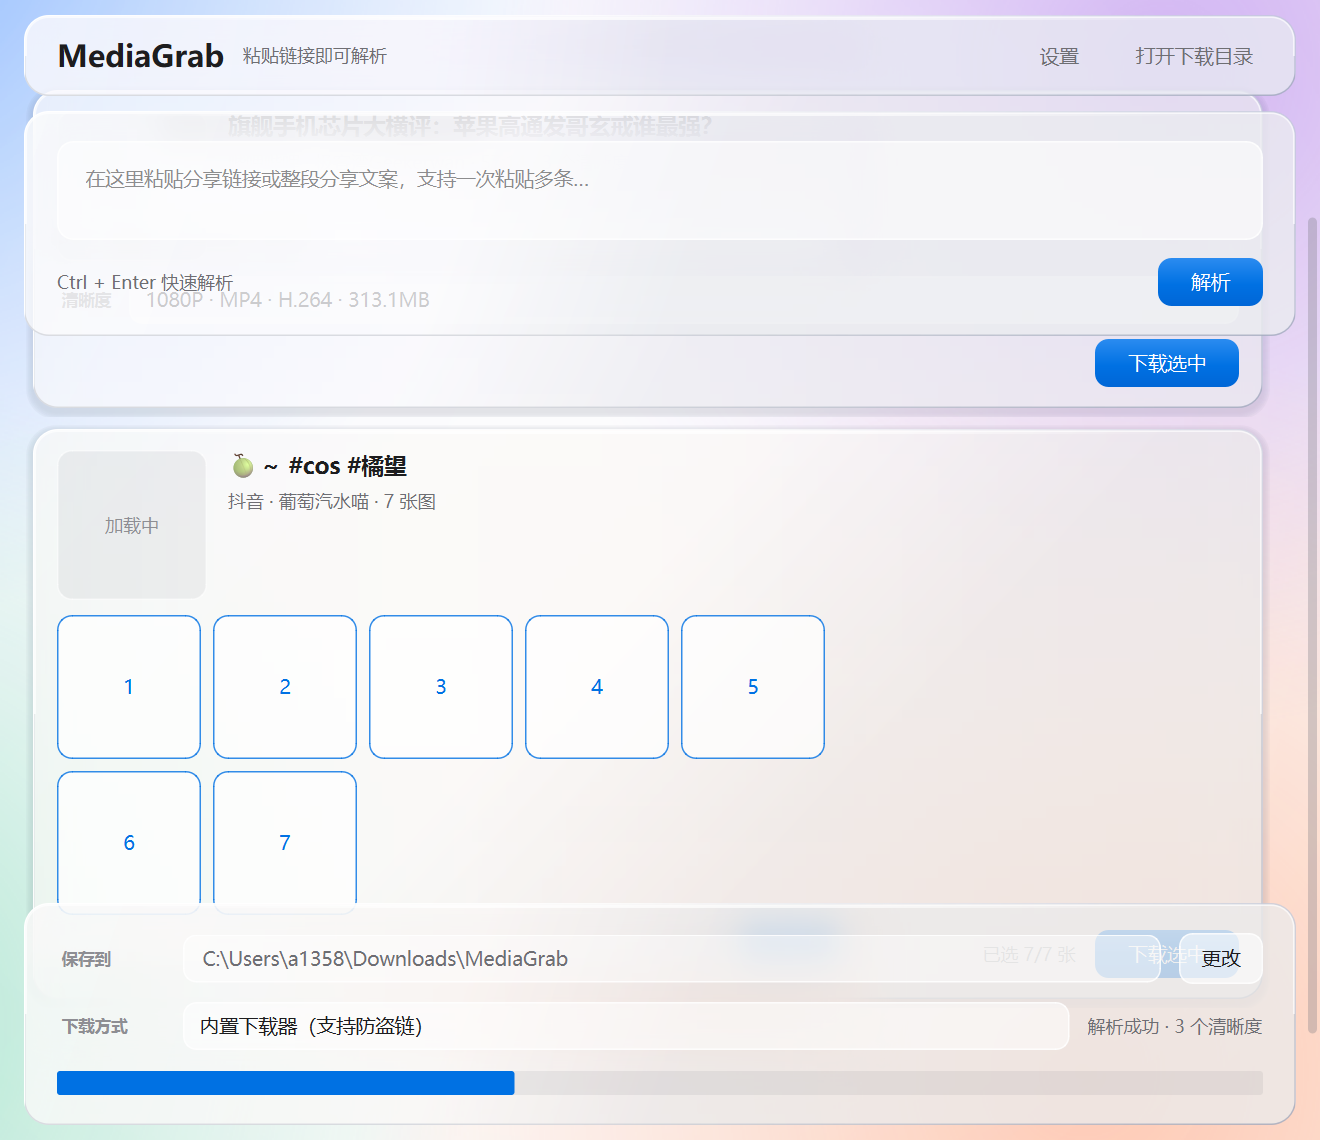 MediaGrab 粘贴链接即可解析 设置 打开下载目录
旗舰手机芯片大横评：苹果高通发哥玄戒谁最强？
在这里粘贴分享链接或整段分享文案，支持一次粘贴多条...
Ctrl + Enter 快速解析 解析
清晰度 1080P · MP4 · H.264 · 313.1MB
下载选中
~ #cos #橘望
抖音 · 葡萄汽水喵 · 7 张图
加载中
1 2 3 4 5
6 7
已选 7/7 张 下载选中
保存到 C:\Users\a1358\Downloads\MediaGrab 更改
下载方式 内置下载器（支持防盗链） 解析成功 · 3 个清晰度